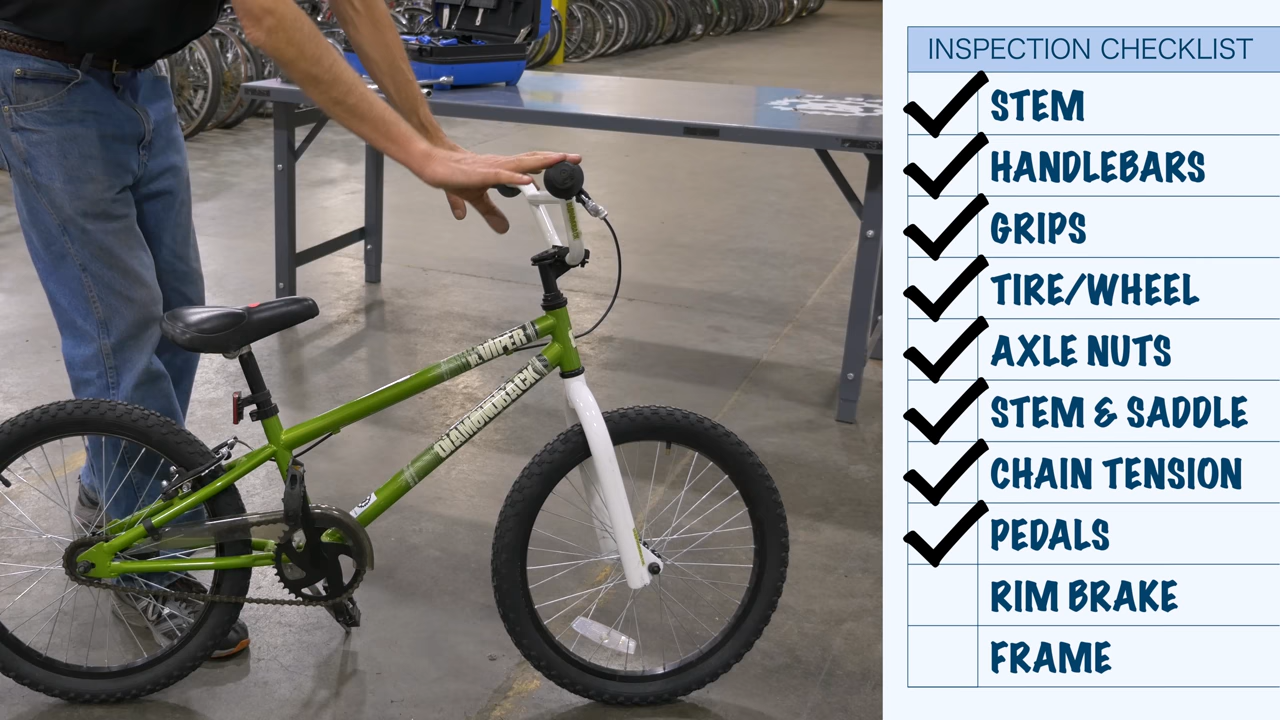 INSPECTION CHECKLIST
STEM
HANDLEBARS
GRIPS
TIRE/WHEEL
AXLE NUTS
STEM & SADDLE
CHAIN TENSION
PEDALS
RIM BRAKE
FRAME
VIPER
DIAMONDBACK